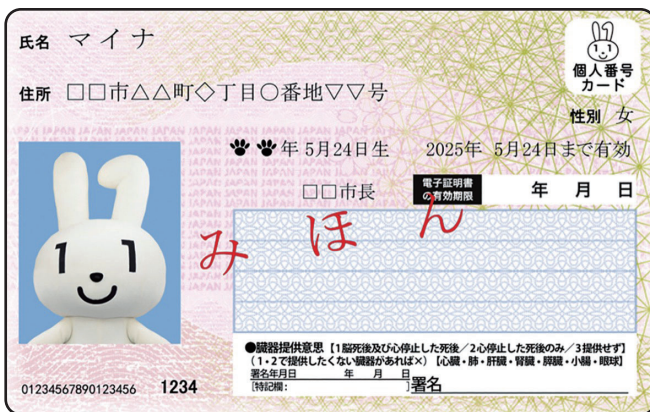 氏名 マイナ
個人番号
カード
住所 □□市△△町◇丁目○番地▽▽号
性別 女
年 5月24日生 2025年 5月24日まで有効
□□市長 電子証明書
の有効期限 年 月 日
みほん
JAPAN JAPAN JAPAN JAPAN JAPAN JAPAN
●臓器提供意思【1脳死後及び心停止した死後/2心停止した死後のみ/3提供せず】
(1・2で提供したくない臓器があれば×)【心臓・肺・肝臓・腎臓・膵臓・小腸・眼球】
署名年月日 年 月 日
[特記欄: ] 署名
01234567890123456 1234